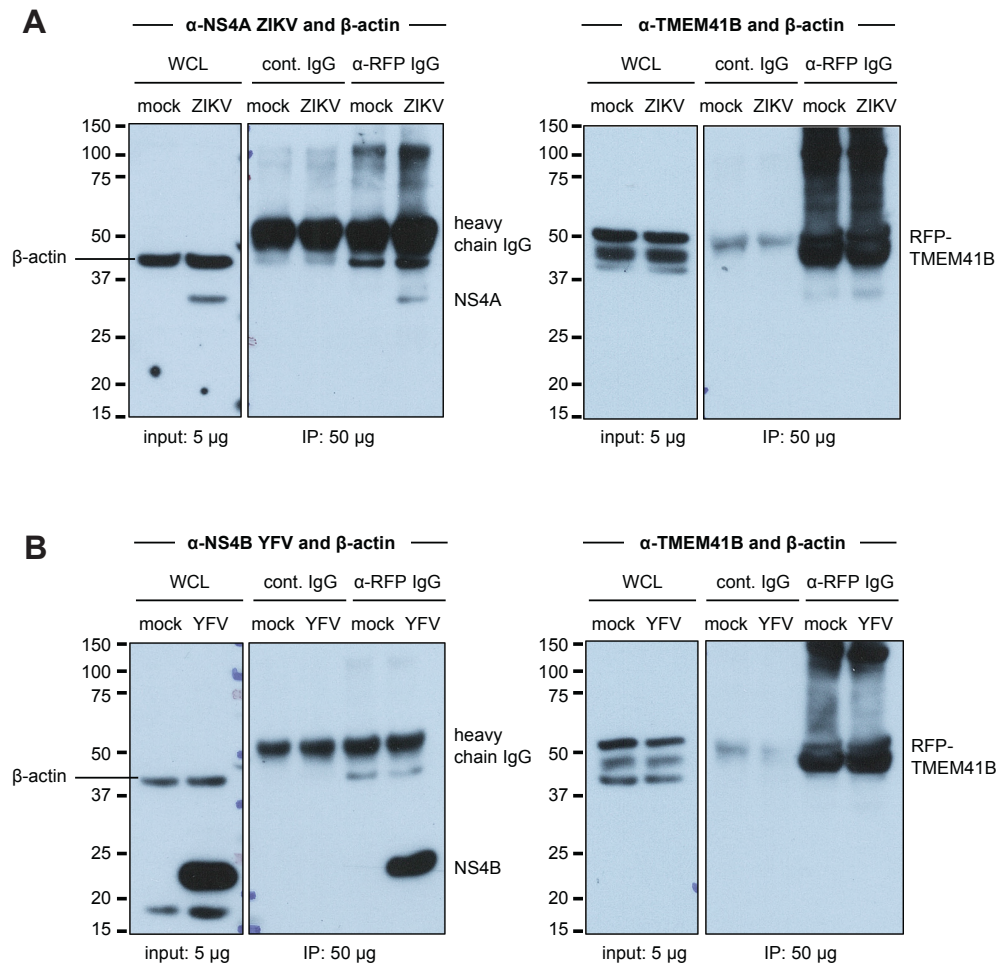 A
α-NS4A ZIKV and β-actin
α-TMEM41B and β-actin
WCL cont. IgG α-RFP IgG
WCL cont. IgG α-RFP IgG
mock ZIKV mock ZIKV mock ZIKV
mock ZIKV mock ZIKV mock ZIKV
150
100
75
50
37
25
20
15
β-actin
heavy
chain IgG
NS4A
150
100
75
50
37
25
20
15
RFP-
TMEM41B
input: 5 µg IP: 50 µg
input: 5 µg IP: 50 µg
B
α-NS4B YFV and β-actin
α-TMEM41B and β-actin
WCL cont. IgG α-RFP IgG
WCL cont. IgG α-RFP IgG
mock YFV mock YFV mock YFV
mock YFV mock YFV mock YFV
150
100
75
50
37
25
20
15
β-actin
heavy
chain IgG
NS4B
150
100
75
50
37
25
20
15
RFP-
TMEM41B
input: 5 µg IP: 50 µg
input: 5 µg IP: 50 µg